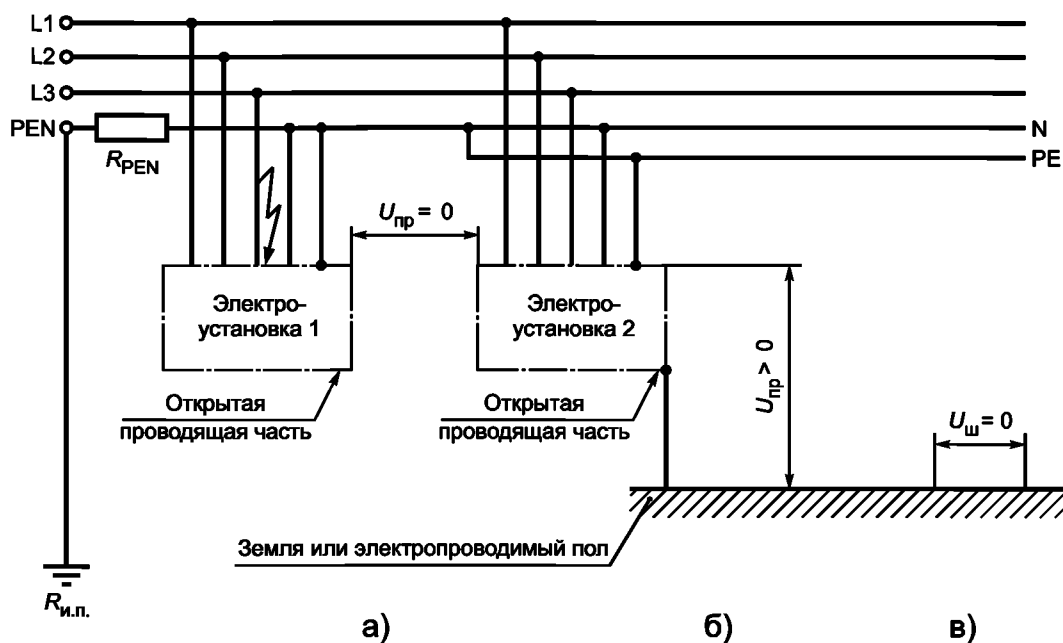 L1
L2
L3
PEN
R_PEN
N
PE
U_пр = 0
Электро-
установка 1
Электро-
установка 2
U_пр > 0
Открытая
проводящая часть
Открытая
проводящая часть
U_ш = 0
Земля или электропроводимый пол
R_и.п.
а)
б)
в)